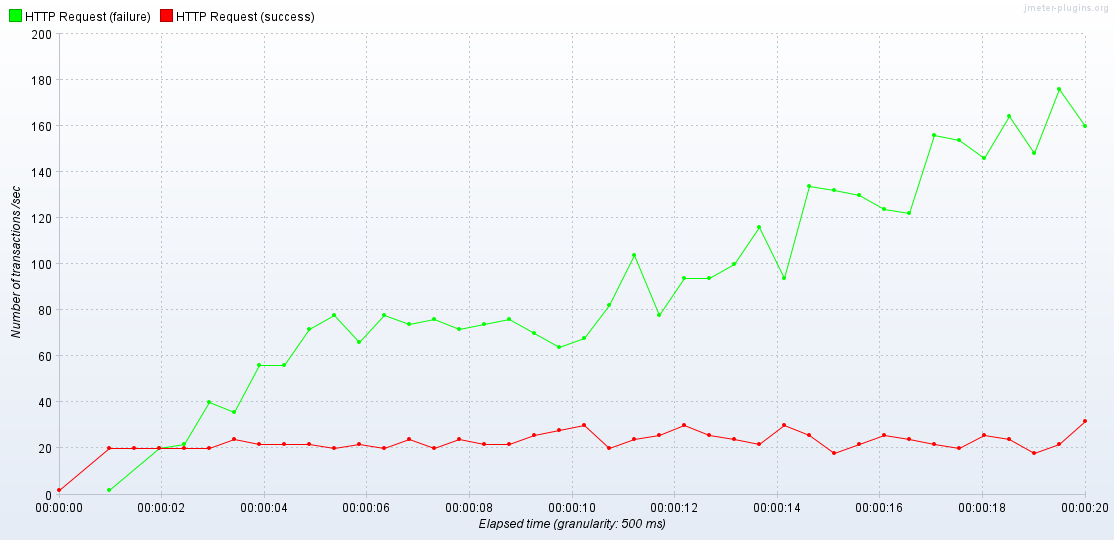 jmeter-plugins.org
HTTP Request (failure) HTTP Request (success)
200
180
160
140
120
100
80
60
40
20
0
Number of transactions /sec
00:00:00 00:00:02 00:00:04 00:00:06 00:00:08 00:00:10 00:00:12 00:00:14 00:00:16 00:00:18 00:00:20
Elapsed time (granularity: 500 ms)